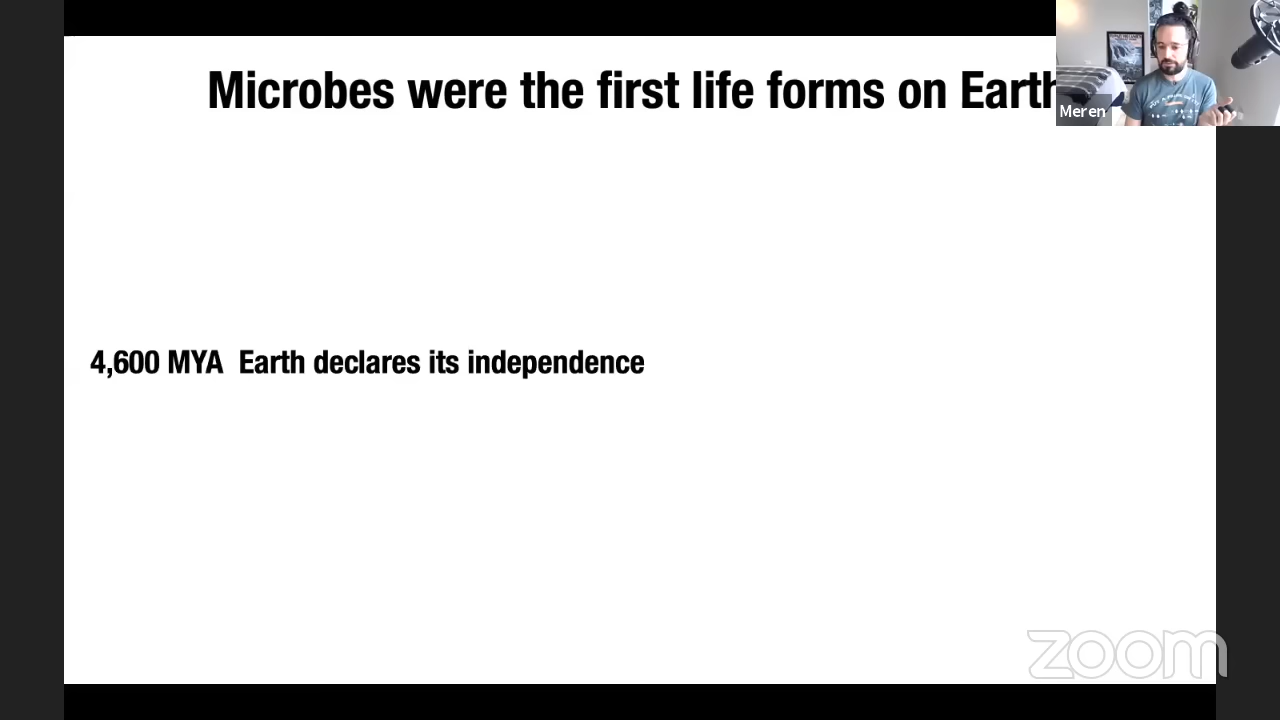 Microbes were the first life forms on Earth
Meren
4,600 MYA Earth declares its independence
zoom